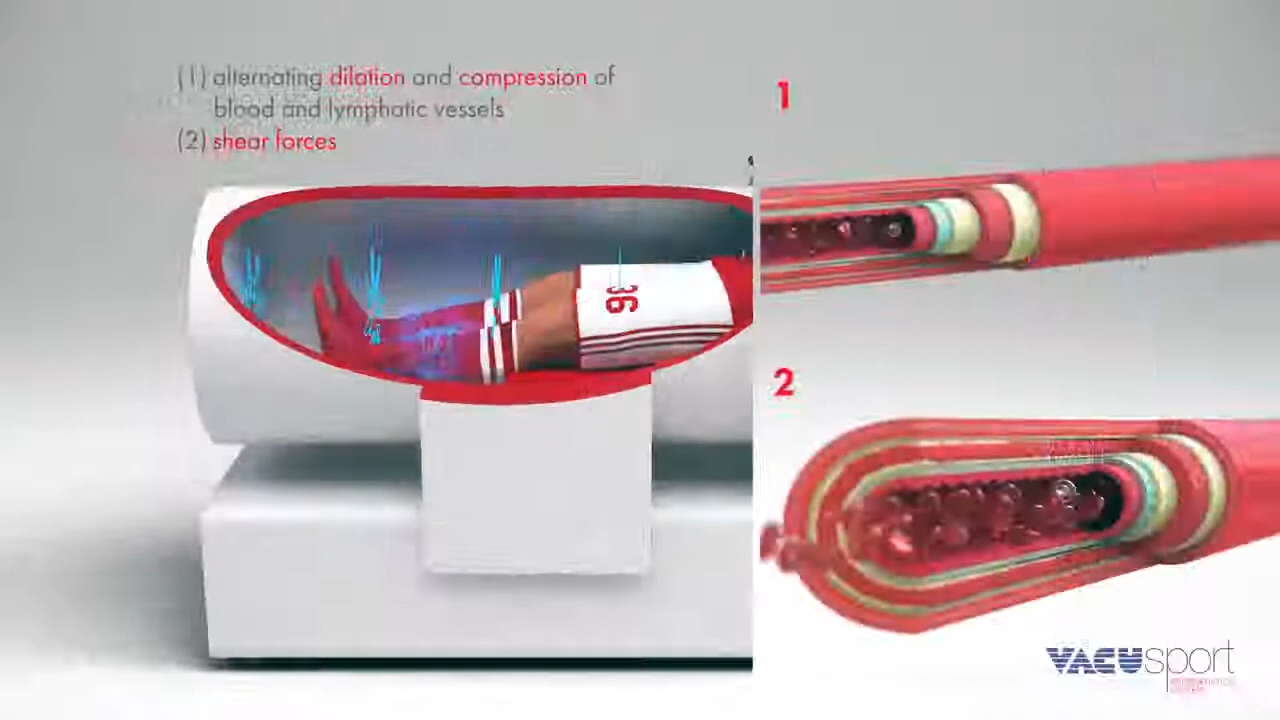 (1) alternating dilation and compression of
blood and lymphatic vessels
(2) shear forces
1
36
2
VACUsport